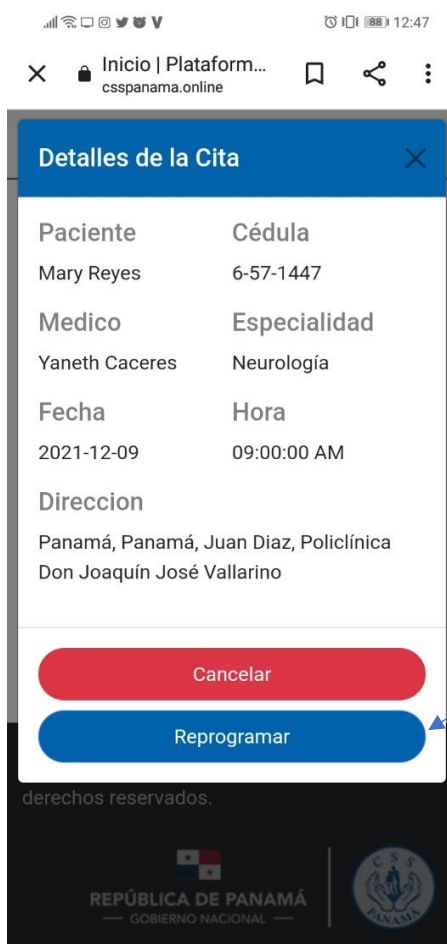 88 12:47
Inicio | Plataform...
csspanama.online
Detalles de la Cita
Paciente Cédula
Mary Reyes 6-57-1447
Medico Especialidad
Yaneth Caceres Neurología
Fecha Hora
2021-12-09 09:00:00 AM
Direccion
Panamá, Panamá, Juan Diaz, Policlínica
Don Joaquín José Vallarino
Cancelar
Reprogramar
derechos reservados.
REPÚBLICA DE PANAMÁ
— GOBIERNO NACIONAL —
C S S
PANAMÁ